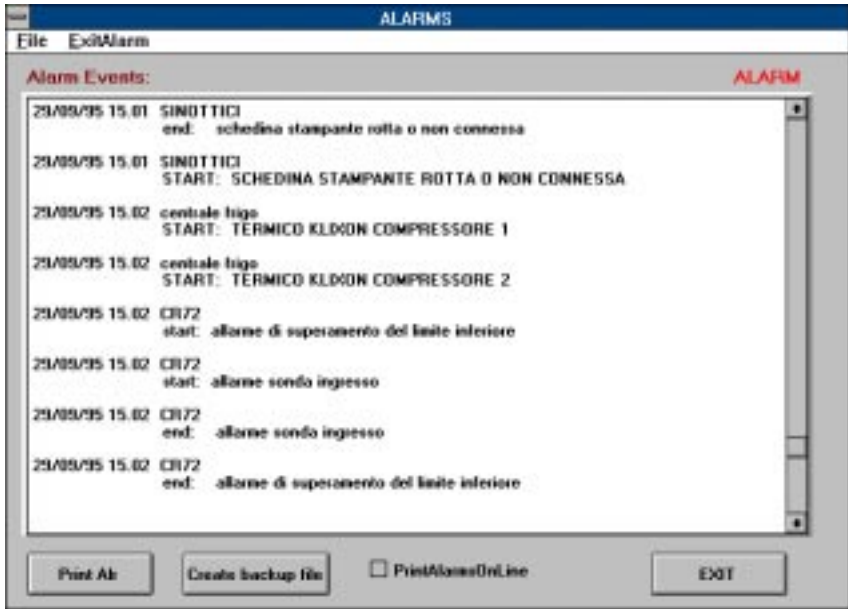 ALARMS
File ExitAlarm
Alarm Events: ALARM
29/09/95 15.01 SINOTTICI
end: schedina stampante rotta o non connessa
29/09/95 15.01 SINOTTICI
START: SCHEDINA STAMPANTE ROTTA O NON CONNESSA
29/09/95 15.02 centrale frigo
START: TERMICO KLIXON COMPRESSORE 1
29/09/95 15.02 centrale frigo
START: TERMICO KLIXON COMPRESSORE 2
29/09/95 15.02 CR72
start: allarme di superamento del limite inferiore
29/09/95 15.02 CR72
start: allarme sonda ingresso
29/09/95 15.02 CR72
end: allarme sonda ingresso
29/09/95 15.02 CR72
end: allarme di superamento del limite inferiore
Print Alr Create backup file PrintAlarmsOnLine EXIT